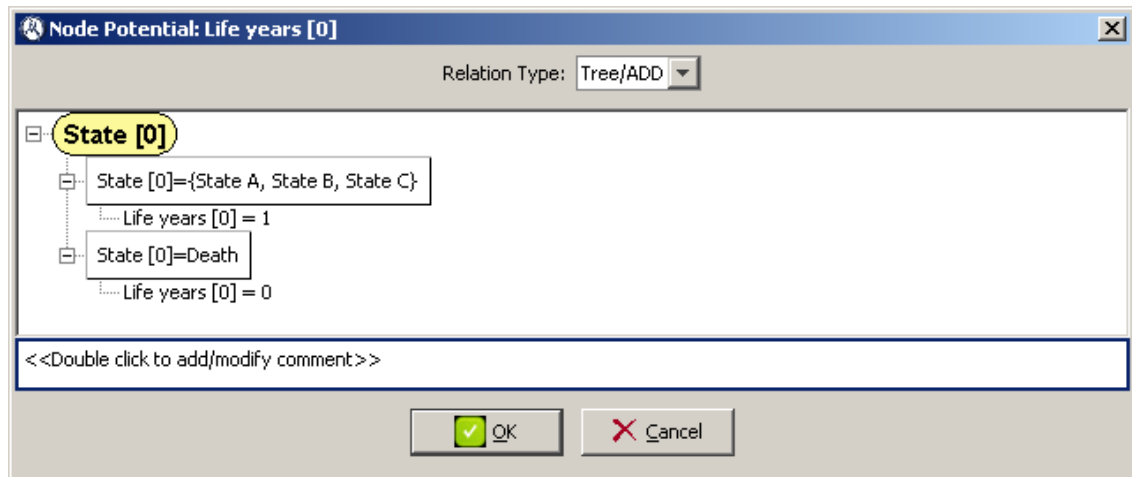 Node Potential: Life years [0]
Relation Type: Tree/ADD
State [0]
State [0]={State A, State B, State C}
Life years [0] = 1
State [0]=Death
Life years [0] = 0
<<Double click to add/modify comment>>
OK Cancel